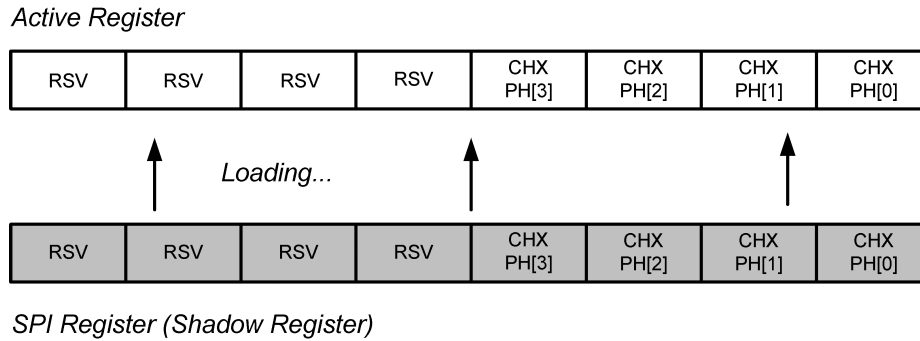 Active Register
RSV RSV RSV RSV CHX PH[3] CHX PH[2] CHX PH[1] CHX PH[0]
Loading...
RSV RSV RSV RSV CHX PH[3] CHX PH[2] CHX PH[1] CHX PH[0]
SPI Register (Shadow Register)